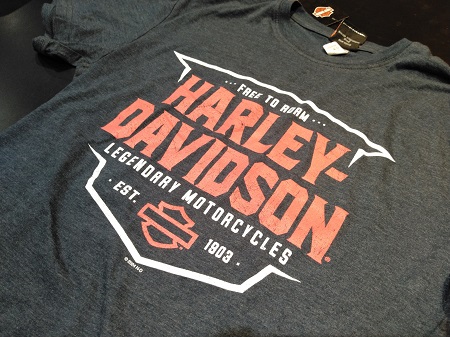 ... FREE TO ROAM ...
HARLEY-
DAVIDSON
LEGENDARY MOTORCYCLES
• EST. 1903 •